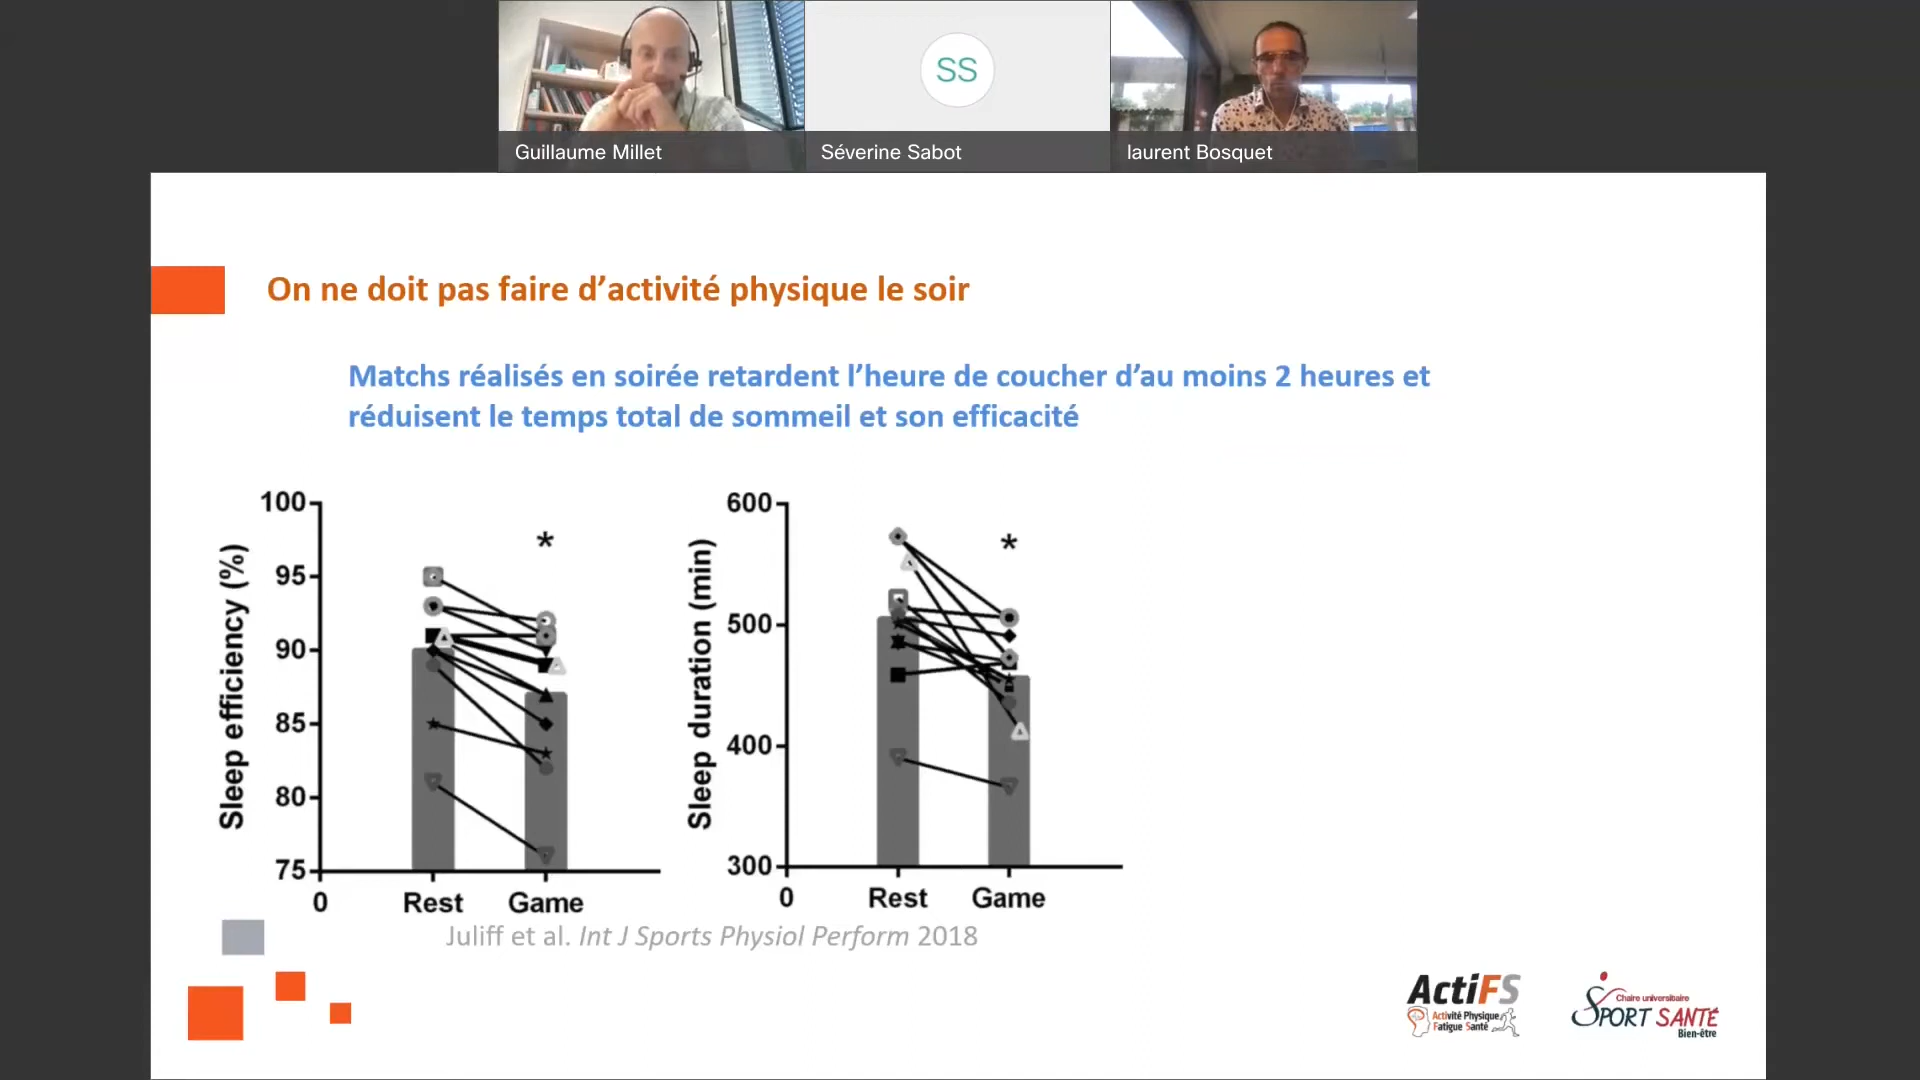 SS
Guillaume Millet
Séverine Sabot
laurent Bosquet
On ne doit pas faire d’activité physique le soir
Matchs réalisés en soirée retardent l’heure de coucher d’au moins 2 heures et
réduisent le temps total de sommeil et son efficacité
Sleep efficiency (%)
100
95
90
85
80
75
*
0
Rest
Game
Sleep duration (min)
600
500
400
300
*
0
Rest
Game
Juliff et al. Int J Sports Physiol Perform 2018
ActiFS
Activité Physique
Fatigue Santé
Chaire universitaire
SPORT SANTÉ
Bien-être